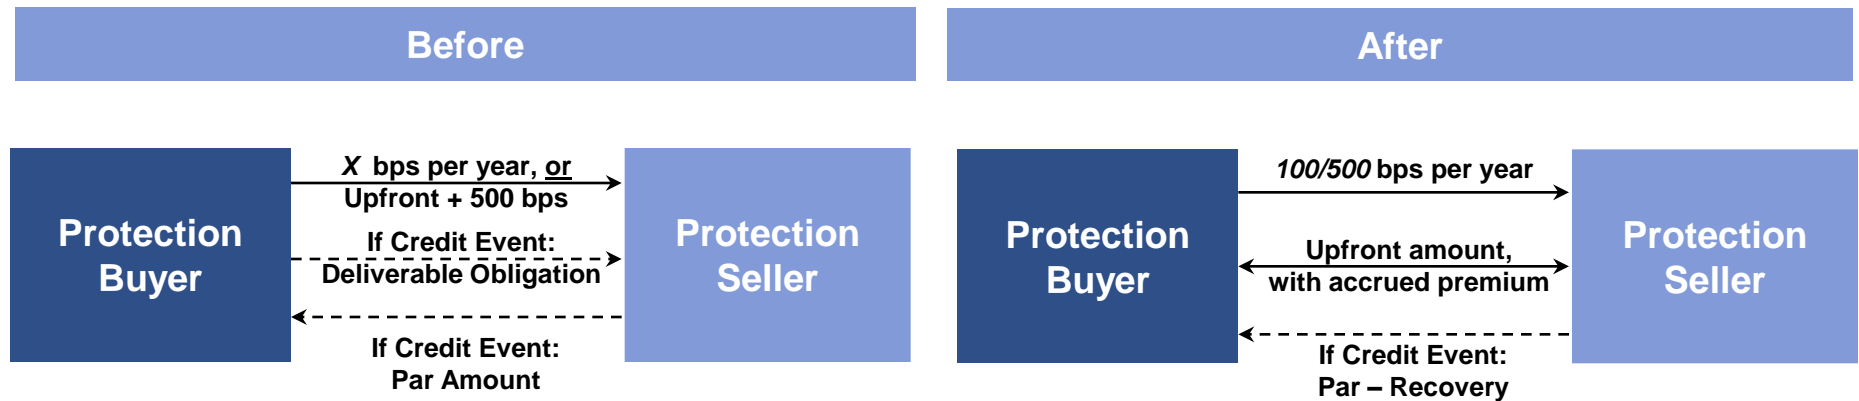 Before
Protection
Buyer
X bps per year, or
Upfront + 500 bps
If Credit Event:
Deliverable Obligation
If Credit Event:
Par Amount
Protection
Seller
After
Protection
Buyer
100/500 bps per year
Upfront amount,
with accrued premium
If Credit Event:
Par – Recovery
Protection
Seller